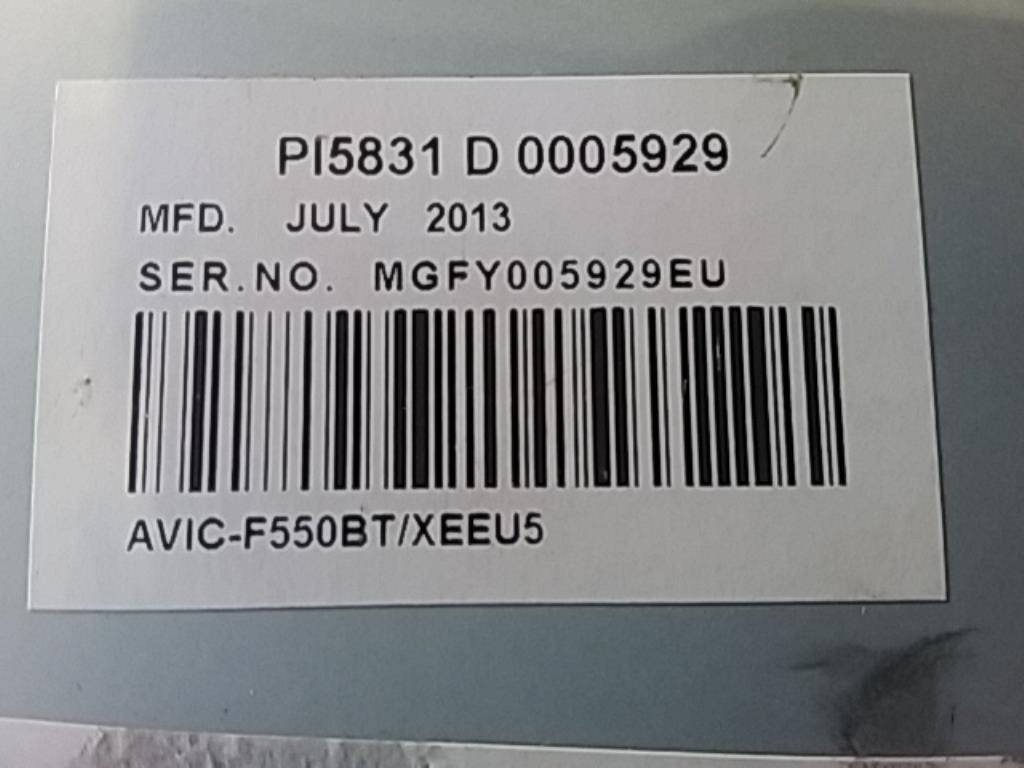 PI5831 D 0005929
MFD. JULY 2013
SER.NO. MGFY005929EU
AVIC-F550BT/XEEU5